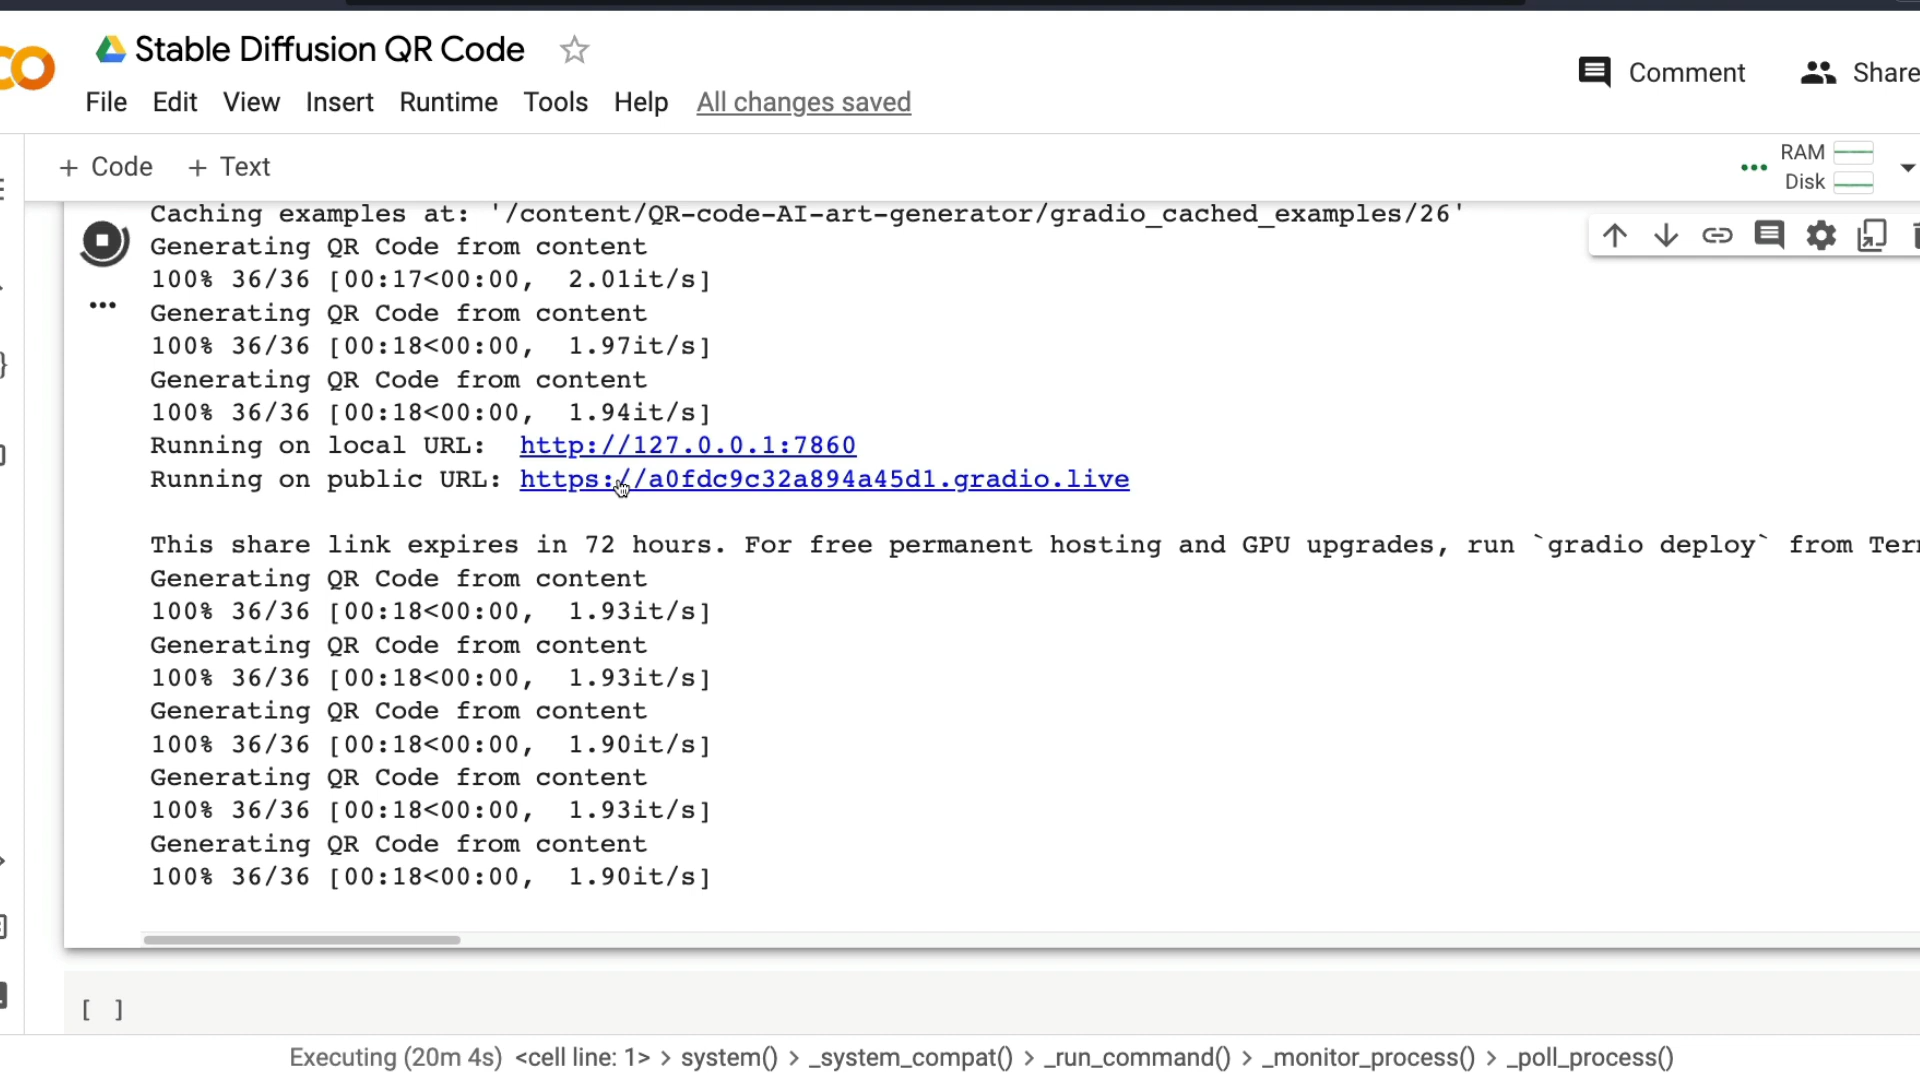 Stable Diffusion QR Code
Comment
Share
File Edit View Insert Runtime Tools Help All changes saved
+ Code + Text
RAM
Disk
Caching examples at: '/content/QR-code-AI-art-generator/gradio_cached_examples/26'
Generating QR Code from content
100% 36/36 [00:17<00:00, 2.01it/s]
Generating QR Code from content
100% 36/36 [00:18<00:00, 1.97it/s]
Generating QR Code from content
100% 36/36 [00:18<00:00, 1.94it/s]
Running on local URL: http://127.0.0.1:7860
Running on public URL: https://a0fdc9c32a894a45d1.gradio.live
This share link expires in 72 hours. For free permanent hosting and GPU upgrades, run `gradio deploy` from
Generating QR Code from content
100% 36/36 [00:18<00:00, 1.93it/s]
Generating QR Code from content
100% 36/36 [00:18<00:00, 1.93it/s]
Generating QR Code from content
100% 36/36 [00:18<00:00, 1.90it/s]
Generating QR Code from content
100% 36/36 [00:18<00:00, 1.93it/s]
Generating QR Code from content
100% 36/36 [00:18<00:00, 1.90it/s]
[ ]
Executing (20m 4s) <cell line: 1> > system() > _system_compat() > _run_command() > _monitor_process() > _poll_process()